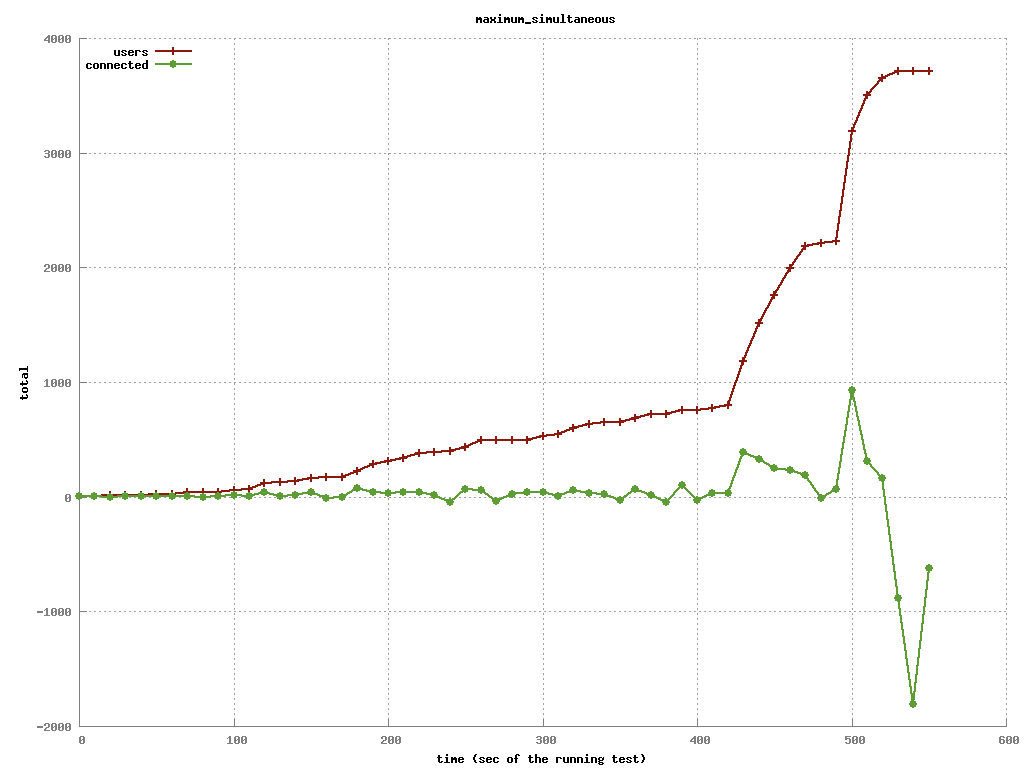 maximum_simultaneous
users
connected
4000
3000
2000
1000
0
-1000
-2000
total
0 100 200 300 400 500 600
time (sec of the running test)